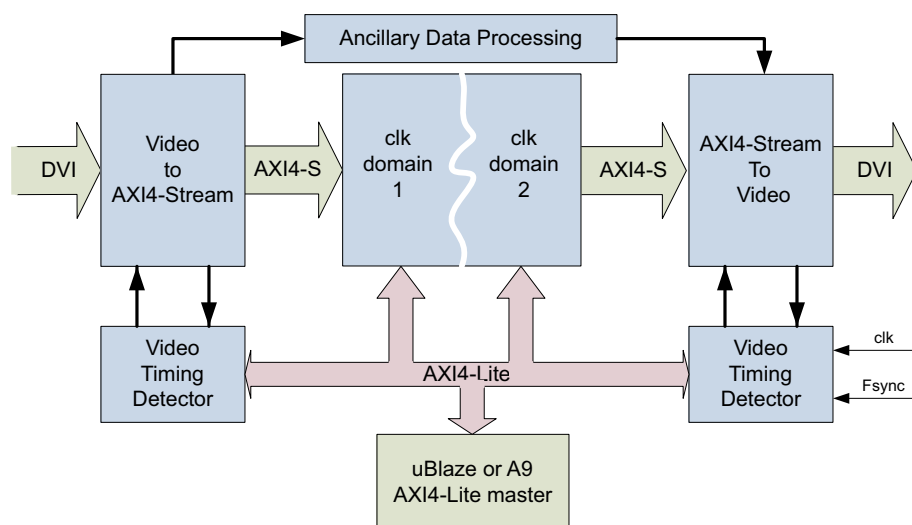 Ancillary Data Processing
DVI
Video
to
AXI4-Stream
AXI4-S
clk
domain
1
clk
domain
2
AXI4-S
AXI4-Stream
To
Video
DVI
Video
Timing
Detector
AXI4-Lite
Video
Timing
Detector
clk
Fsync
uBlaze or A9
AXI4-Lite master